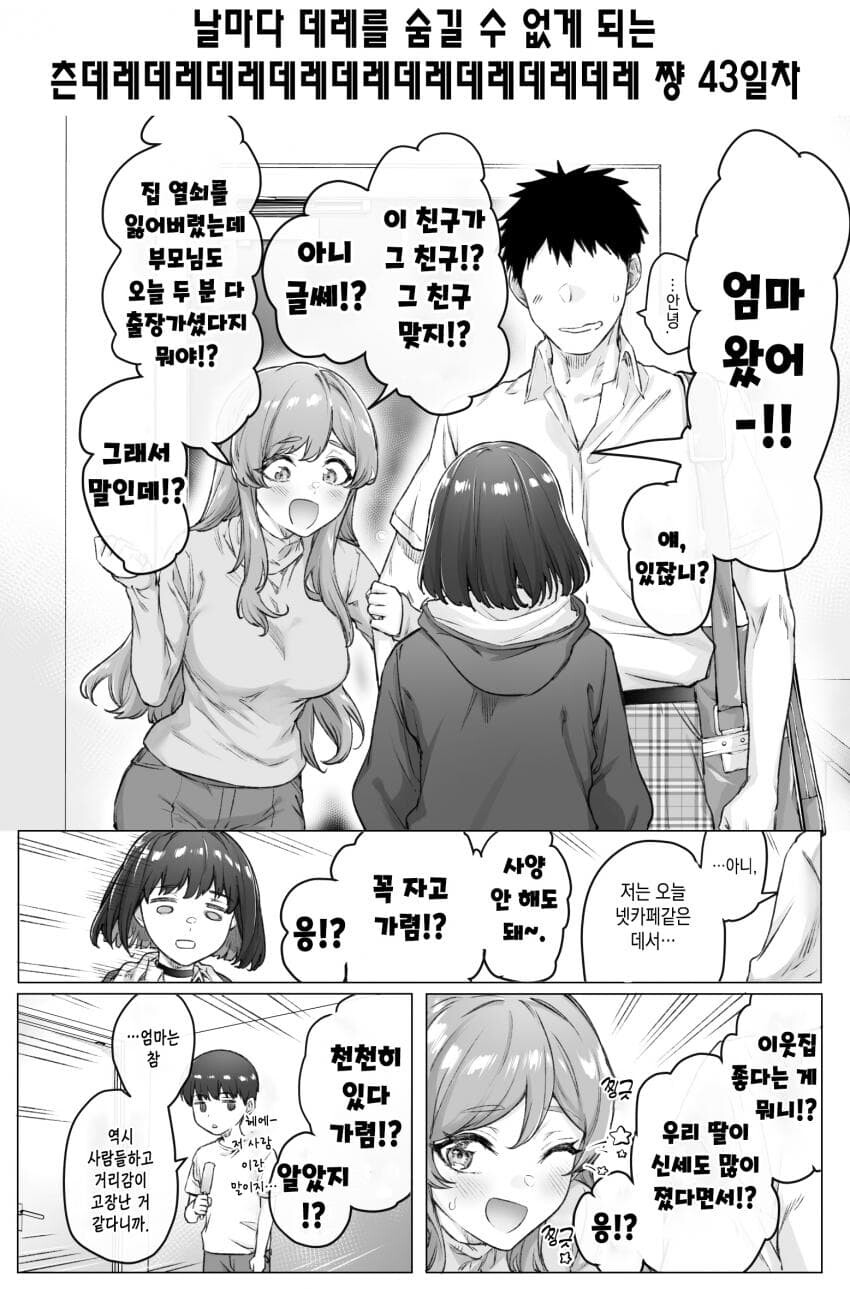 날마다 데레를 숨길 수 없게 되는
츤데레데레데레데레데레데레데레데레데레 쨩 43일차
엄마
왔어
-!!
…안녕.
얘,
있잖니?
이 친구가
그 친구!?
그 친구
맞지!?
아니
글쎄!?
집 열쇠를
잃어버렸는데
부모님도
오늘 두 분 다
출장가셨다지
뭐야!?
그래서
말인데!?
…아니,
저는 오늘
넷카페같은
데서…
사양
안 해도
돼~.
꼭 자고
가렴!?
응!?
이웃집
좋다는 게
뭐니!?
우리 딸이
신세도 많이
졌다면서!?
응!?
찡긋
찡긋
천천히
있다
가렴!?
알았지
!?
헤에-
저 사람
이란
말이지…
…엄마는
참
역시
사람들하고
거리감이
고장난 거
같다니까.